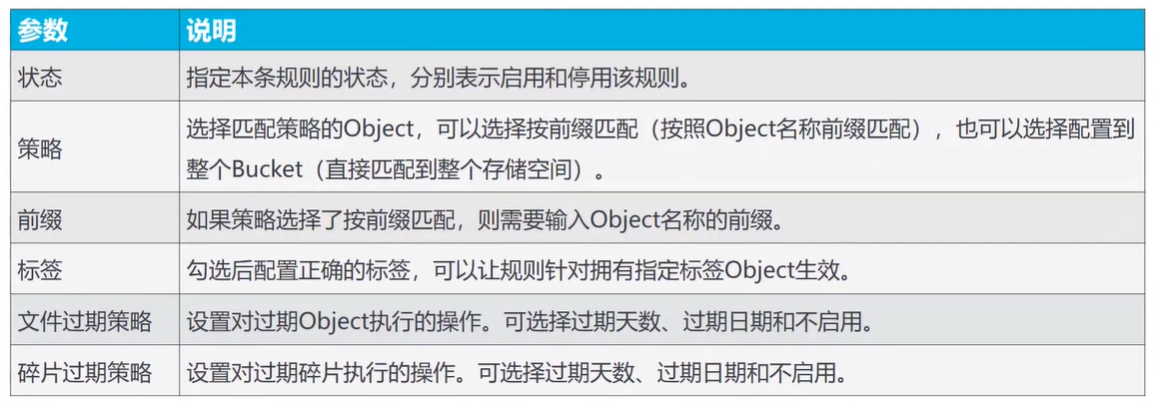 参数 说明
状态 指定本条规则的状态，分别表示启用和停用该规则。
策略 选择匹配策略的Object，可以选择按前缀匹配（按照Object名称前缀匹配），也可以选择配置到
整个Bucket（直接匹配到整个存储空间）。
前缀 如果策略选择了按前缀匹配，则需要输入Object名称的前缀。
标签 勾选后配置正确的标签，可以让规则针对拥有指定标签Object生效。
文件过期策略 设置对过期Object执行的操作。可选择过期天数、过期日期和不启用。
碎片过期策略 设置对过期碎片执行的操作。可选择过期天数、过期日期和不启用。